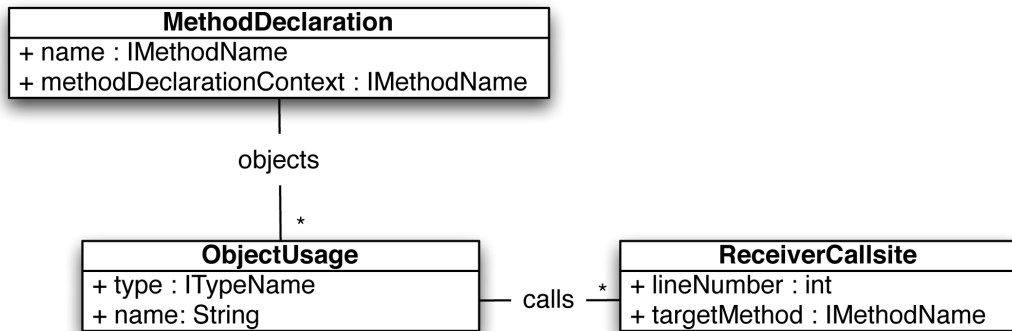 MethodDeclaration
+ name : IMethodName
+ methodDeclarationContext : IMethodName
objects
*
ObjectUsage
+ type : ITypeName
+ name: String
calls
*
ReceiverCallsite
+ lineNumber : int
+ targetMethod : IMethodName